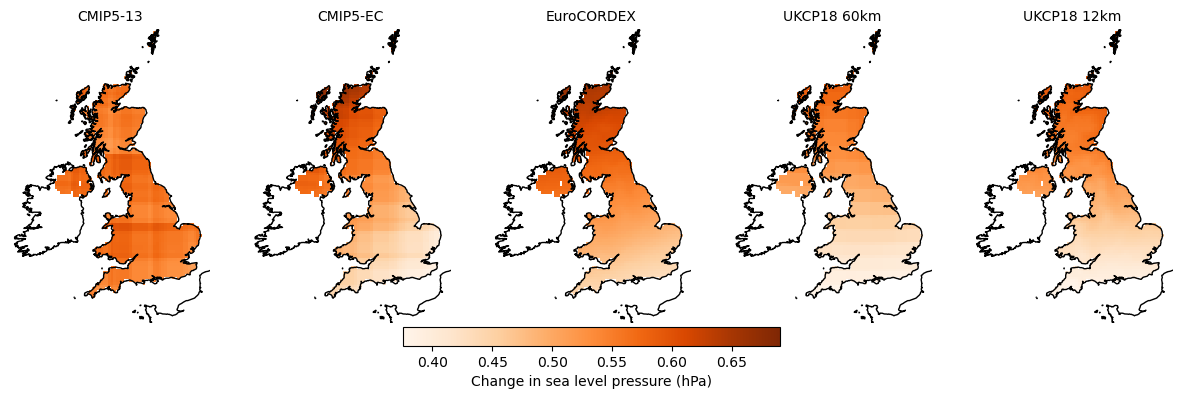 CMIP5-13 CMIP5-EC EuroCORDEX UKCP18 60km UKCP18 12km
0.40 0.45 0.50 0.55 0.60 0.65
Change in sea level pressure (hPa)